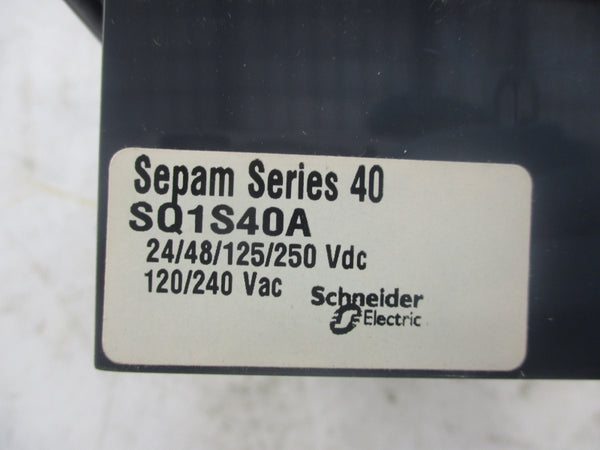 Sepam Series 40
SQ1S40A
24/48/125/250 Vdc
120/240 Vac
Schneider
Electric